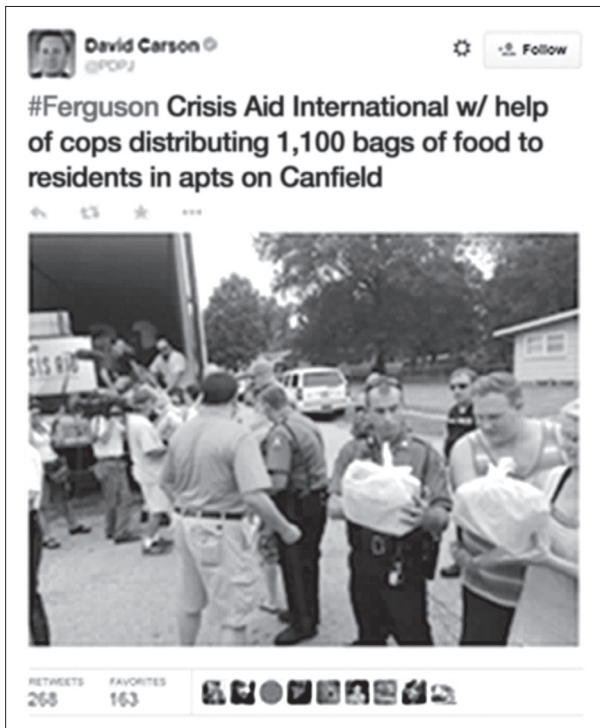 David Carson
@PDPJ
Follow
#Ferguson Crisis Aid International w/ help
of cops distributing 1,100 bags of food to
residents in apts on Canfield
SIS AID
RETWEETS FAVORITES
268 163